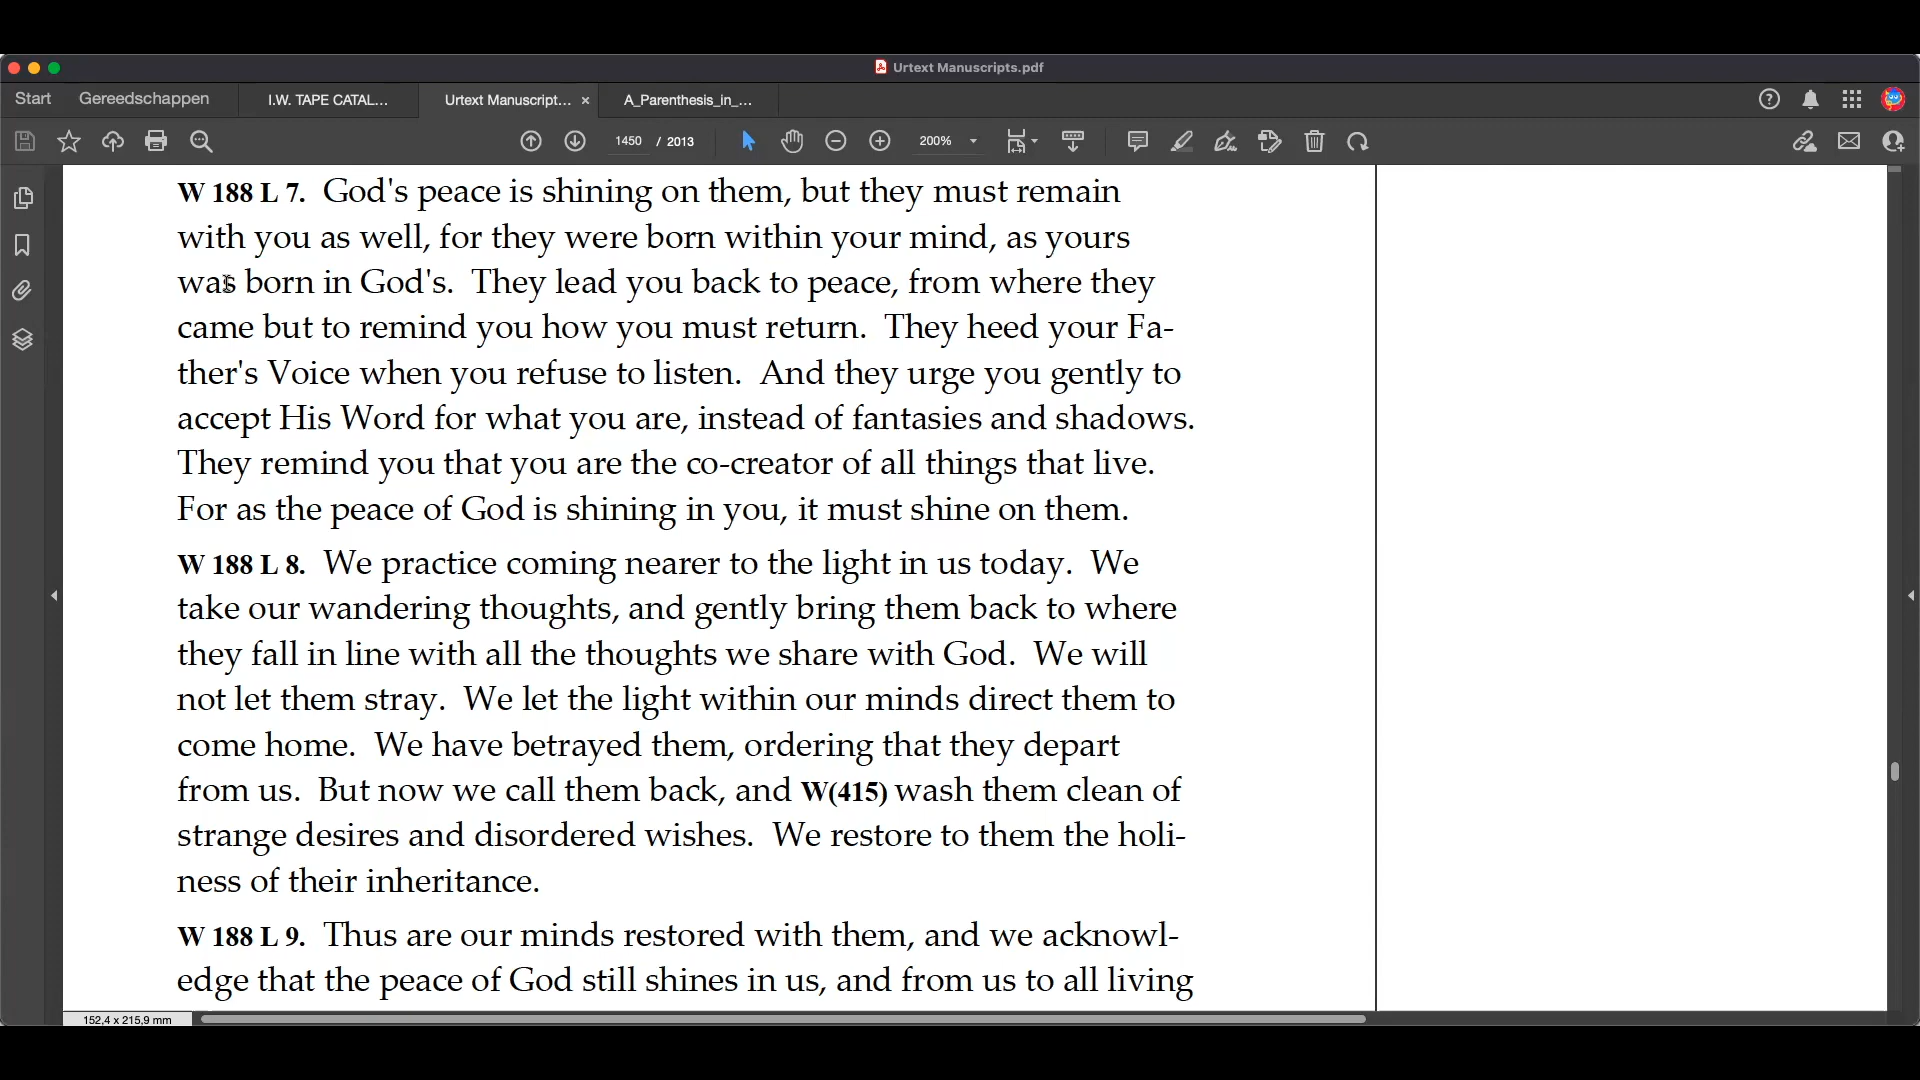 Urtext Manuscripts.pdf
Start Gereedschappen I.W. TAPE CATAL... Urtext Manuscript... × A_Parenthesis_in_...
1450 / 2013 200%
W 188 L 7. God's peace is shining on them, but they must remain
with you as well, for they were born within your mind, as yours
was born in God's. They lead you back to peace, from where they
came but to remind you how you must return. They heed your Fa-
ther's Voice when you refuse to listen. And they urge you gently to
accept His Word for what you are, instead of fantasies and shadows.
They remind you that you are the co-creator of all things that live.
For as the peace of God is shining in you, it must shine on them.
W 188 L 8. We practice coming nearer to the light in us today. We
take our wandering thoughts, and gently bring them back to where
they fall in line with all the thoughts we share with God. We will
not let them stray. We let the light within our minds direct them to
come home. We have betrayed them, ordering that they depart
from us. But now we call them back, and W(415) wash them clean of
strange desires and disordered wishes. We restore to them the holi-
ness of their inheritance.
W 188 L 9. Thus are our minds restored with them, and we acknowl-
edge that the peace of God still shines in us, and from us to all living
152,4 x 215,9 mm